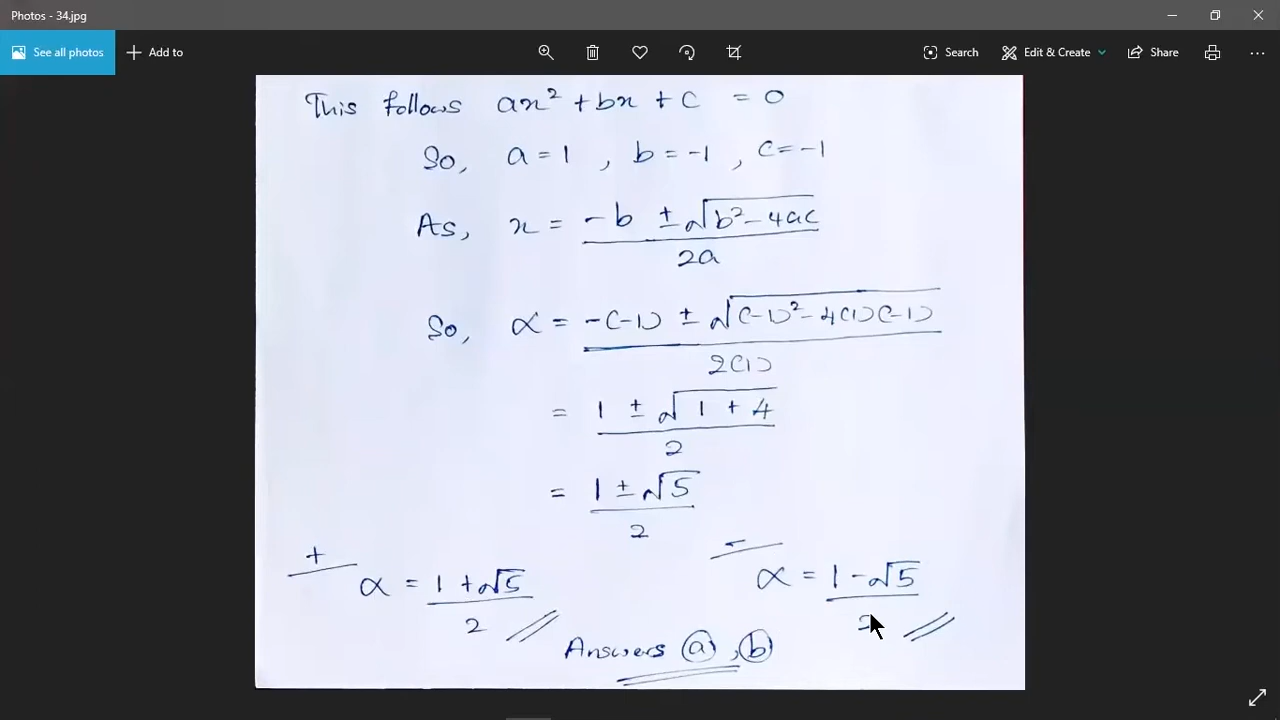 Photos - 34.jpg
See all photos
Add to
Search
Edit & Create
Share
This follows ax² + bx + c = 0
So, a = 1 , b = -1 , c = -1
As, x = -b ± √b² - 4ac
2a
So, α = -(-1) ± √(-1)² - 4(1)(-1)
2(1)
= 1 ± √1 + 4
2
= 1 ± √5
2
+
-
α = 1 + √5
2
α = 1 - √5
2
Answers ⓐ , ⓑ